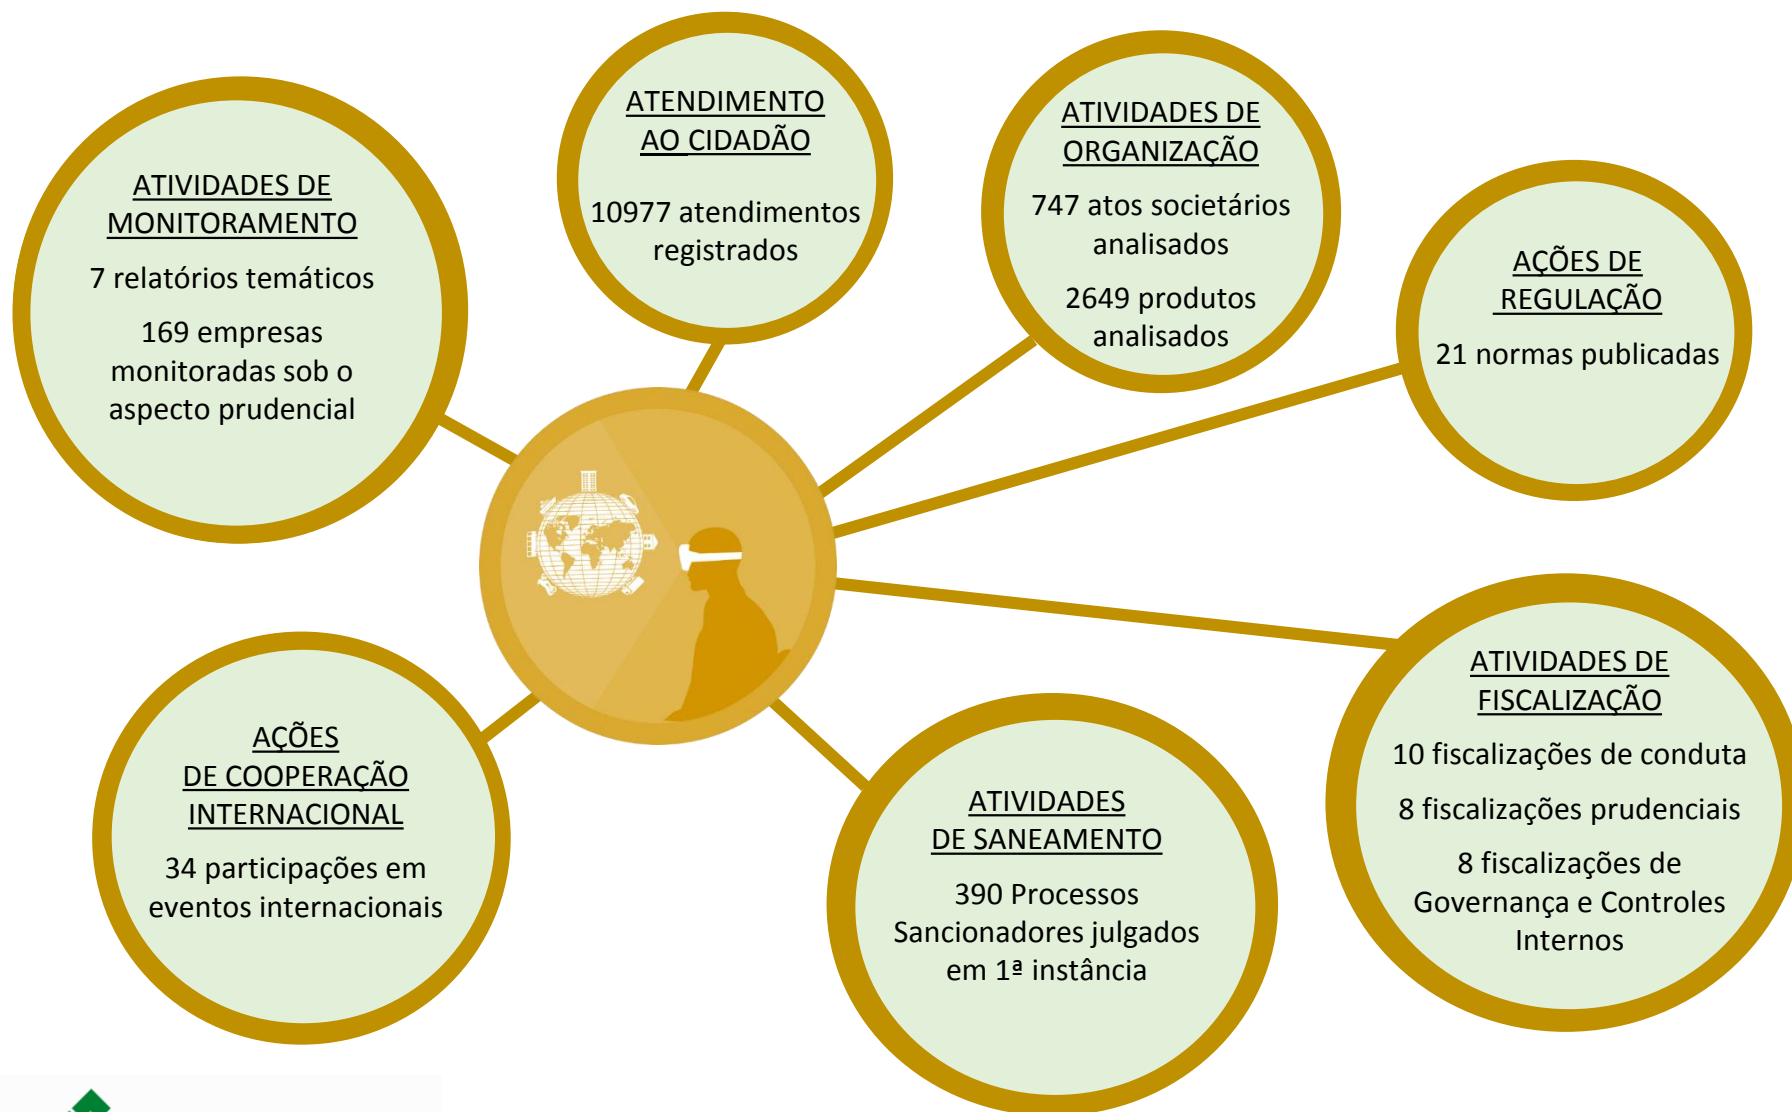 ATIVIDADES DE
MONITORAMENTO
7 relatórios temáticos
169 empresas
monitoradas sob o
aspecto prudencial
ATENDIMENTO
AO CIDADÃO
10977 atendimentos
registrados
ATIVIDADES DE
ORGANIZAÇÃO
747 atos societários
analisados
2649 produtos
analisados
AÇÕES DE
REGULAÇÃO
21 normas publicadas
AÇÕES
DE COOPERAÇÃO
INTERNACIONAL
34 participações em
eventos internacionais
ATIVIDADES
DE SANEAMENTO
390 Processos
Sancionadores julgados
em 1ª instância
ATIVIDADES DE
FISCALIZAÇÃO
10 fiscalizações de conduta
8 fiscalizações prudenciais
8 fiscalizações de
Governança e Controles
Internos